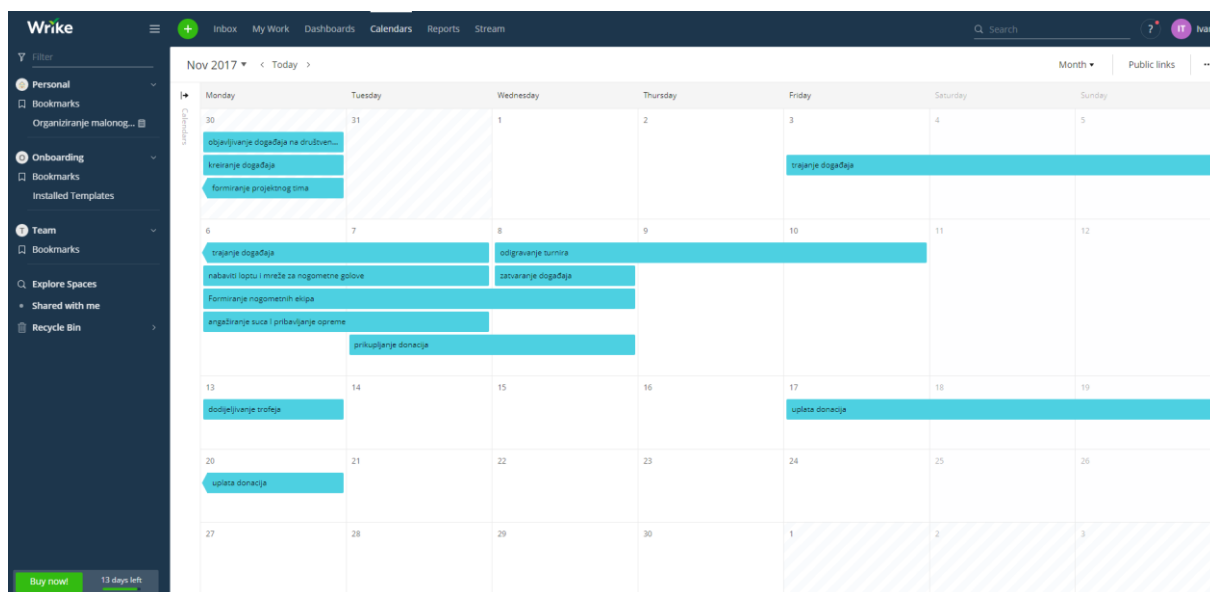 Wrike
Inbox My Work Dashboards Calendars Reports Stream
Search
?
IT
Ivan
Filter
Personal
Bookmarks
Organiziranje malonog...
Onboarding
Bookmarks
Installed Templates
Team
Bookmarks
Explore Spaces
Shared with me
Recycle Bin
Buy now!
13 days left
Nov 2017 Today
Month
Public links
Calendars
Monday Tuesday Wednesday Thursday Friday Saturday Sunday
30 31 1 2 3 4 5
objavljivanje događaja na društven...
kreiranje događaja trajanje događaja
formiranje projektnog tima
6 7 8 9 10 11 12
trajanje događaja odigravanje turnira
nabaviti loptu i mreže za nogometne golove zatvaranje događaja
Formiranje nogometnih ekipa
angažiranje suca I pribavljanje opreme
prikupljanje donacija
13 14 15 16 17 18 19
dodijeljivanje trofeja uplata donacija
20 21 22 23 24 25 26
uplata donacija
27 28 29 30 1 2 3